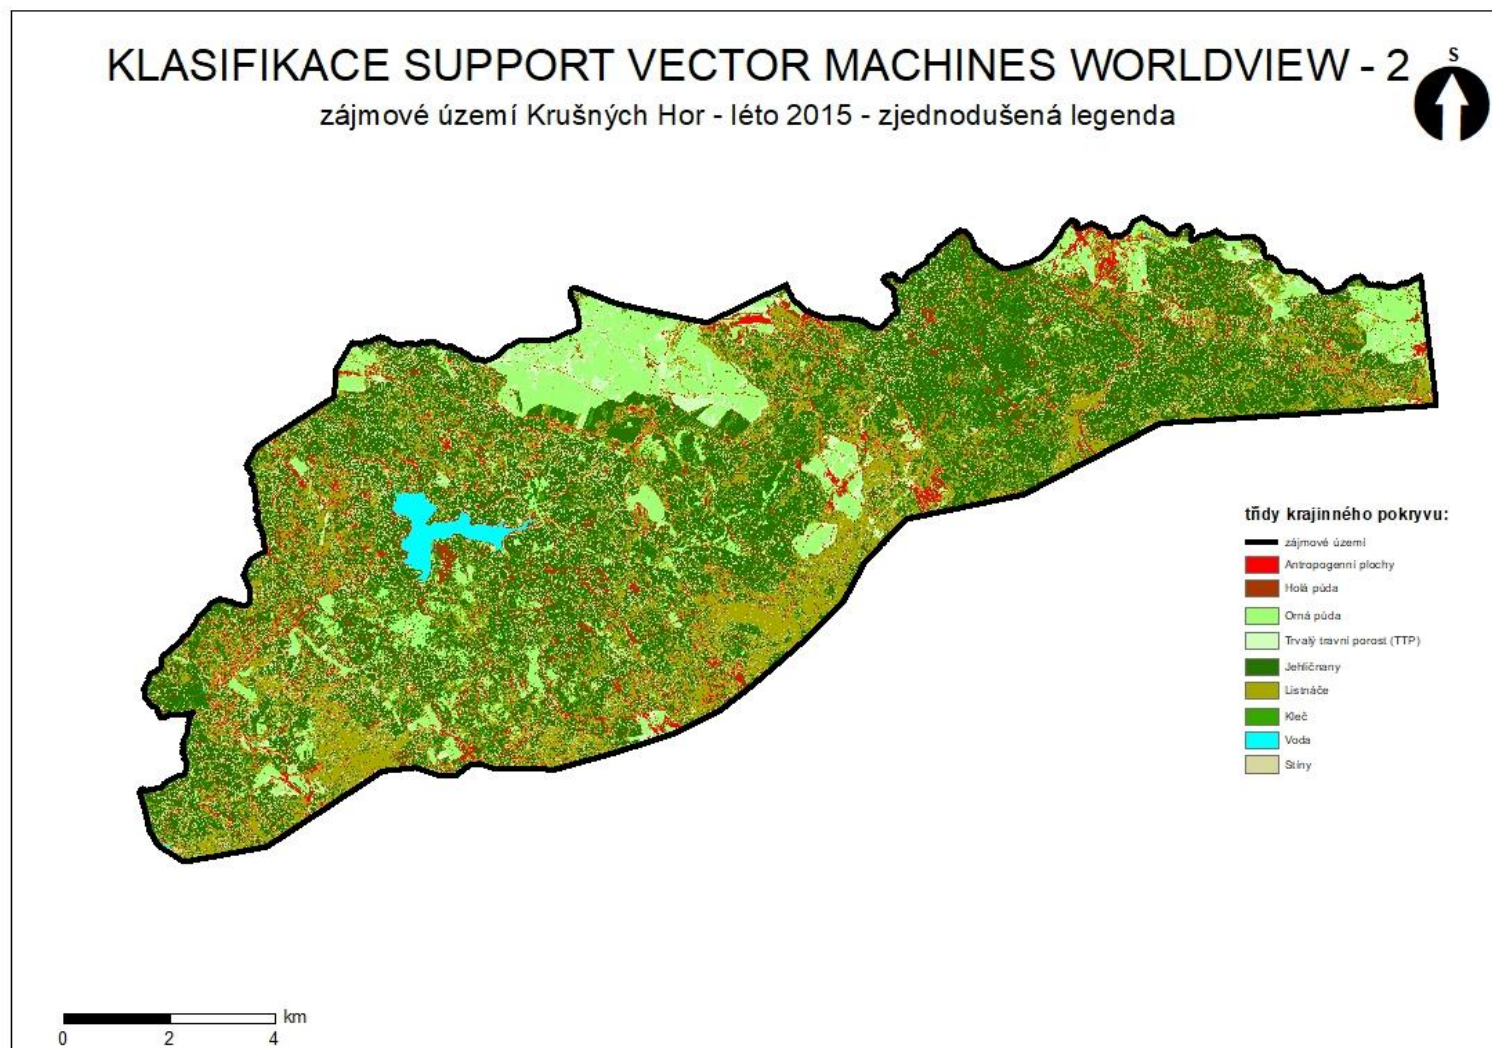 KLASIFIKACE SUPPORT VECTOR MACHINES WORLDVIEW - 2
S
zájmové území Krušných Hor - léto 2015 - zjednodušená legenda
třídy krajinného pokryvu:
zájmové území
Antropogenní plochy
Holá půda
Orná půda
Trvalý travní porost (TTP)
Jehličnany
Listnáče
Kleč
Voda
Stíny
km
0 2 4